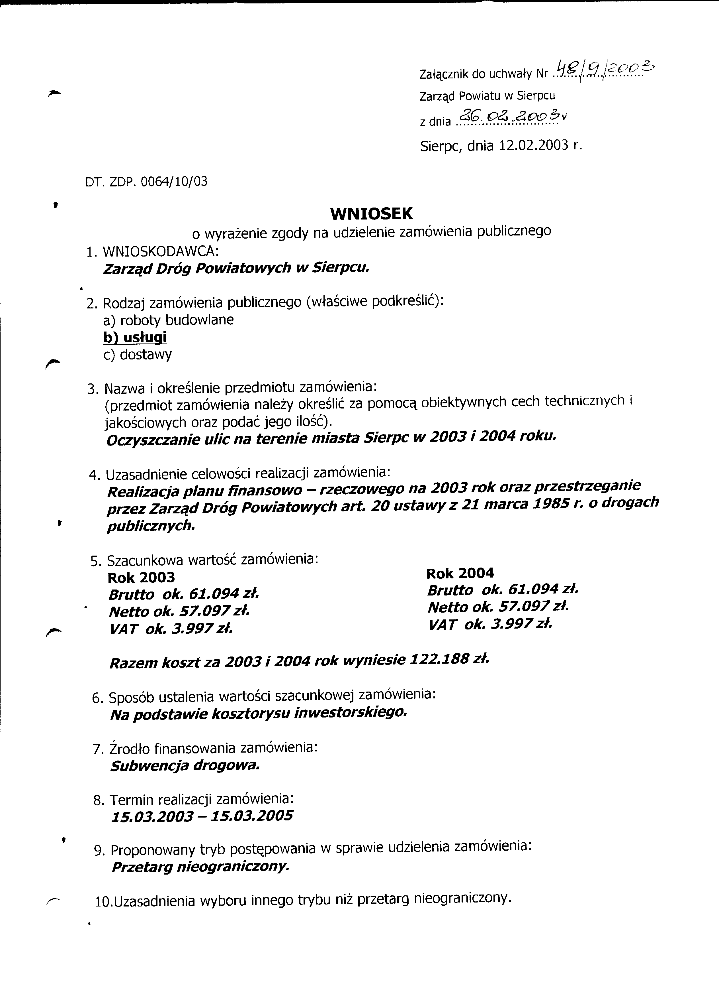 Załącznik do uchwały Nr 48/9/2003
Zarząd Powiatu w Sierpcu
z dnia 26.02.2003 r
Sierpc, dnia 12.02.2003 r.
DT. ZDP. 0064/10/03
WNIOSEK
o wyrażenie zgody na udzielenie zamówienia publicznego
1. WNIOSKODAWCA:
Zarząd Dróg Powiatowych w Sierpcu.
2. Rodzaj zamówienia publicznego (właściwe podkreślić):
a) roboty budowlane
b) usługi
c) dostawy
3. Nazwa i określenie przedmiotu zamówienia:
(przedmiot zamówienia należy określić za pomocą obiektywnych cech technicznych i
jakościowych oraz podać jego ilość).
Oczyszczanie ulic na terenie miasta Sierpc w 2003 i 2004 roku.
4. Uzasadnienie celowości realizacji zamówienia:
Realizacja planu finansowo – rzeczowego na 2003 rok oraz przestrzeganie
przez Zarząd Dróg Powiatowych art. 20 ustawy z 21 marca 1985 r. o drogach
publicznych.
5. Szacunkowa wartość zamówienia:
Rok 2003 Rok 2004
Brutto ok. 61.094 zł. Brutto ok. 61.094 zł.
Netto ok. 57.097 zł. Netto ok. 57.097 zł.
VAT ok. 3.997 zł. VAT ok. 3.997 zł.
Razem koszt za 2003 i 2004 rok wyniesie 122.188 zł.
6. Sposób ustalenia wartości szacunkowej zamówienia:
Na podstawie kosztorysu inwestorskiego.
7. Źrodło finansowania zamówienia:
Subwencja drogowa.
8. Termin realizacji zamówienia:
15.03.2003 – 15.03.2005
9. Proponowany tryb postępowania w sprawie udzielenia zamówienia:
Przetarg nieograniczony.
10.Uzasadnienia wyboru innego trybu niż przetarg nieograniczony.